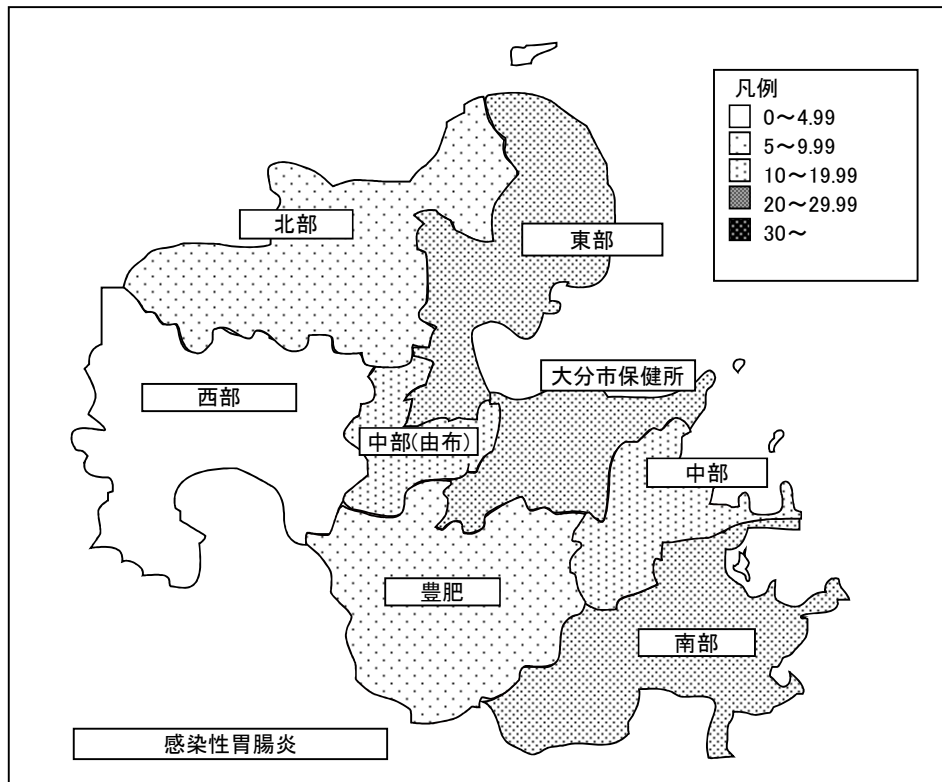 凡例
0～4.99
5～9.99
10～19.99
20～29.99
30～
北部
東部
大分市保健所
西部
中部(由布)
中部
豊肥
南部
感染性胃腸炎